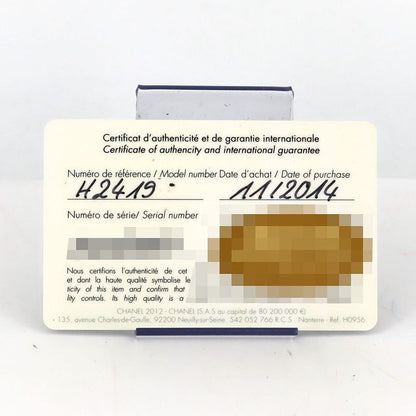 Certificat d'authenticité et de garantie internationale
Certificate of authencity and international guarantee
Numéro de référence / Model number Date d'achat / Date of purchase
H2419 11/2014
Numéro de série/ Serial number
Nous certifions l'authenticité de cet
et dont la haute qualité symbolise le
ticity of this item and confirm that
lity controls. Its high quality is a
CHANEL 2012 - CHANEL (S.A.S au capital de 80 200 000 €)
135, avenue Charles-de-Gaulle, 92200 Neuilly-sur-Seine. 542 052 766 R.C.S. Nanterre - Ref. H0956